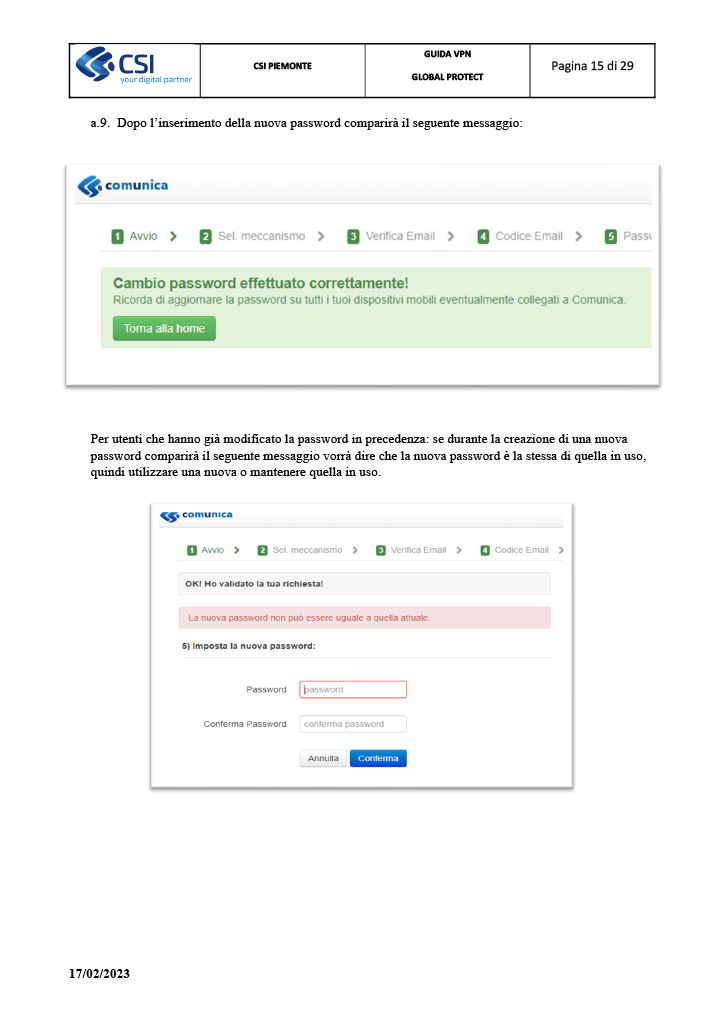 CSI
your digital partner
CSI PIEMONTE
GUIDA VPN
GLOBAL PROTECT
Pagina 15 di 29
a.9. Dopo l’inserimento della nuova password comparirà il seguente messaggio:
comunica
1 Avvio
2 Sel. meccanismo
3 Verifica Email
4 Codice Email
5 Passw
Cambio password effettuato correttamente!
Ricorda di aggiornare la password su tutti i tuoi dispositivi mobili eventualmente collegati a Comunica.
Torna alla home
Per utenti che hanno già modificato la password in precedenza: se durante la creazione di una nuova
password comparirà il seguente messaggio vorrà dire che la nuova password è la stessa di quella in uso,
quindi utilizzare una nuova o mantenere quella in uso.
comunica
1 Avvio
2 Sel. meccanismo
3 Verifica Email
4 Codice Email
OK! Ho validato la tua richiesta!
La nuova password non può essere uguale a quella attuale.
5) Imposta la nuova password:
Password
password
Conferma Password
conferma password
Annulla
Conferma
17/02/2023